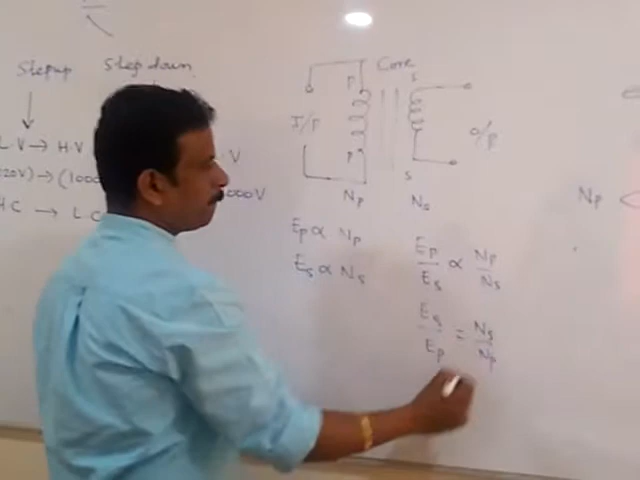 Step up Step down
L.V → H.V
V
(220V) → (1000
000V
HC → L.C
Core
P
s
I/p
o/p
P
s
Np
Ns
Ep ∝ Np
Es ∝ Ns
Ep/Es ∝ Np/Ns
Es/Ep = Ns/Np
Np